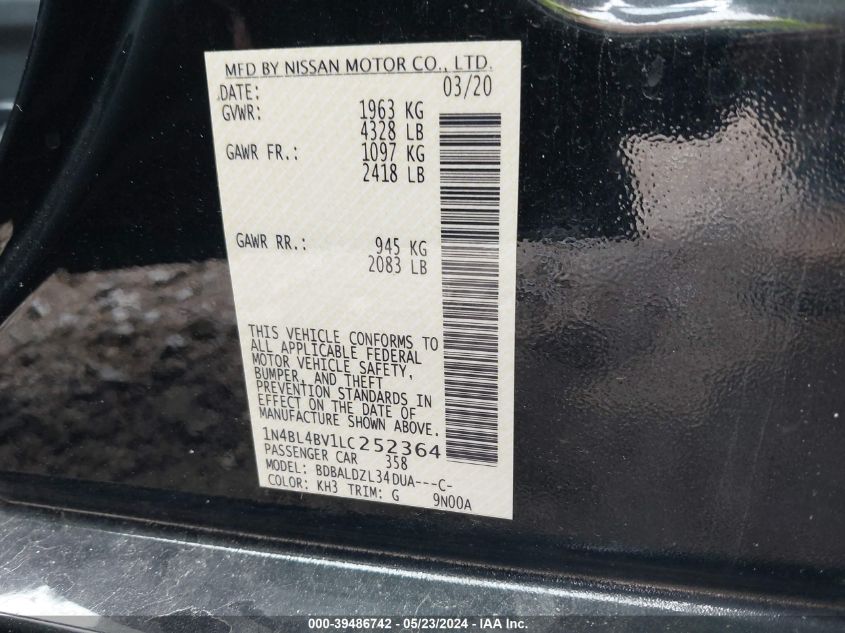 MFD BY NISSAN MOTOR CO., LTD.
DATE: 03/20
GVWR: 1963 KG
4328 LB
GAWR FR.: 1097 KG
2418 LB
GAWR RR.: 945 KG
2083 LB
THIS VEHICLE CONFORMS TO
ALL APPLICABLE FEDERAL
MOTOR VEHICLE SAFETY,
BUMPER, AND THEFT
PREVENTION STANDARDS IN
EFFECT ON THE DATE OF
MANUFACTURE SHOWN ABOVE.
1N4BL4BV1LC252364
PASSENGER CAR 358
MODEL: BDBALDZL34DUA---C-
COLOR: KH3 TRIM: G 9N00A
000-39486742 - 05/23/2024 - IAA Inc.